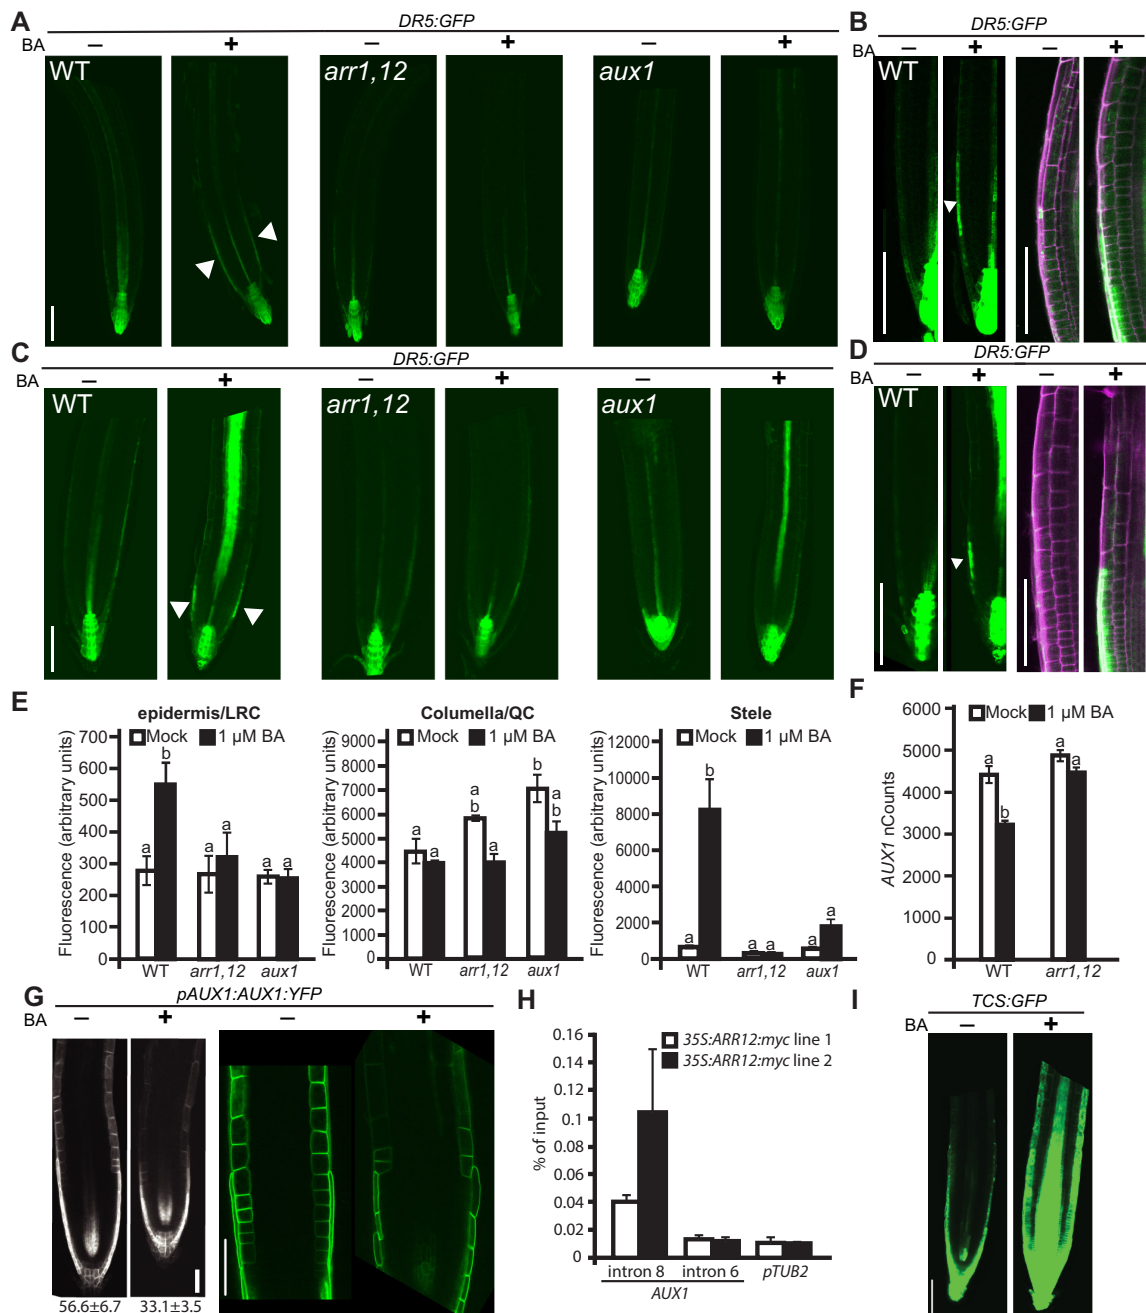 A
DR5:GFP
BA – + – + – +
WT arr1,12 aux1
B
DR5:GFP
BA – + – +
WT
C
DR5:GFP
BA – + – + – +
WT arr1,12 aux1
D
DR5:GFP
BA – + – +
WT
E
epidermis/LRC
Mock 1 µM BA
Fluorescence (arbitrary units)
700
600
500
400
300
200
100
0
a b a a a a
WT arr1,12 aux1
Columella/QC
Mock 1 µM BA
Fluorescence (arbitrary units)
9000
8000
7000
6000
5000
4000
3000
2000
1000
0
a a a b a b a b
WT arr1,12 aux1
Stele
Mock 1 µM BA
Fluorescence (arbitrary units)
12000
10000
8000
6000
4000
2000
0
a b a a a a
WT arr1,12 aux1
F
Mock 1 µM BA
AUX1 nCounts
6000
5000
4000
3000
2000
1000
0
a b a a
WT arr1,12
G
pAUX1:AUX1:YFP
BA – + – +
56.6±6.7 33.1±3.5
H
35S:ARR12:myc line 1
35S:ARR12:myc line 2
% of input
0.16
0.14
0.12
0.1
0.08
0.06
0.04
0.02
0
intron 8 intron 6 pTUB2
AUX1
I
TCS:GFP
BA – +